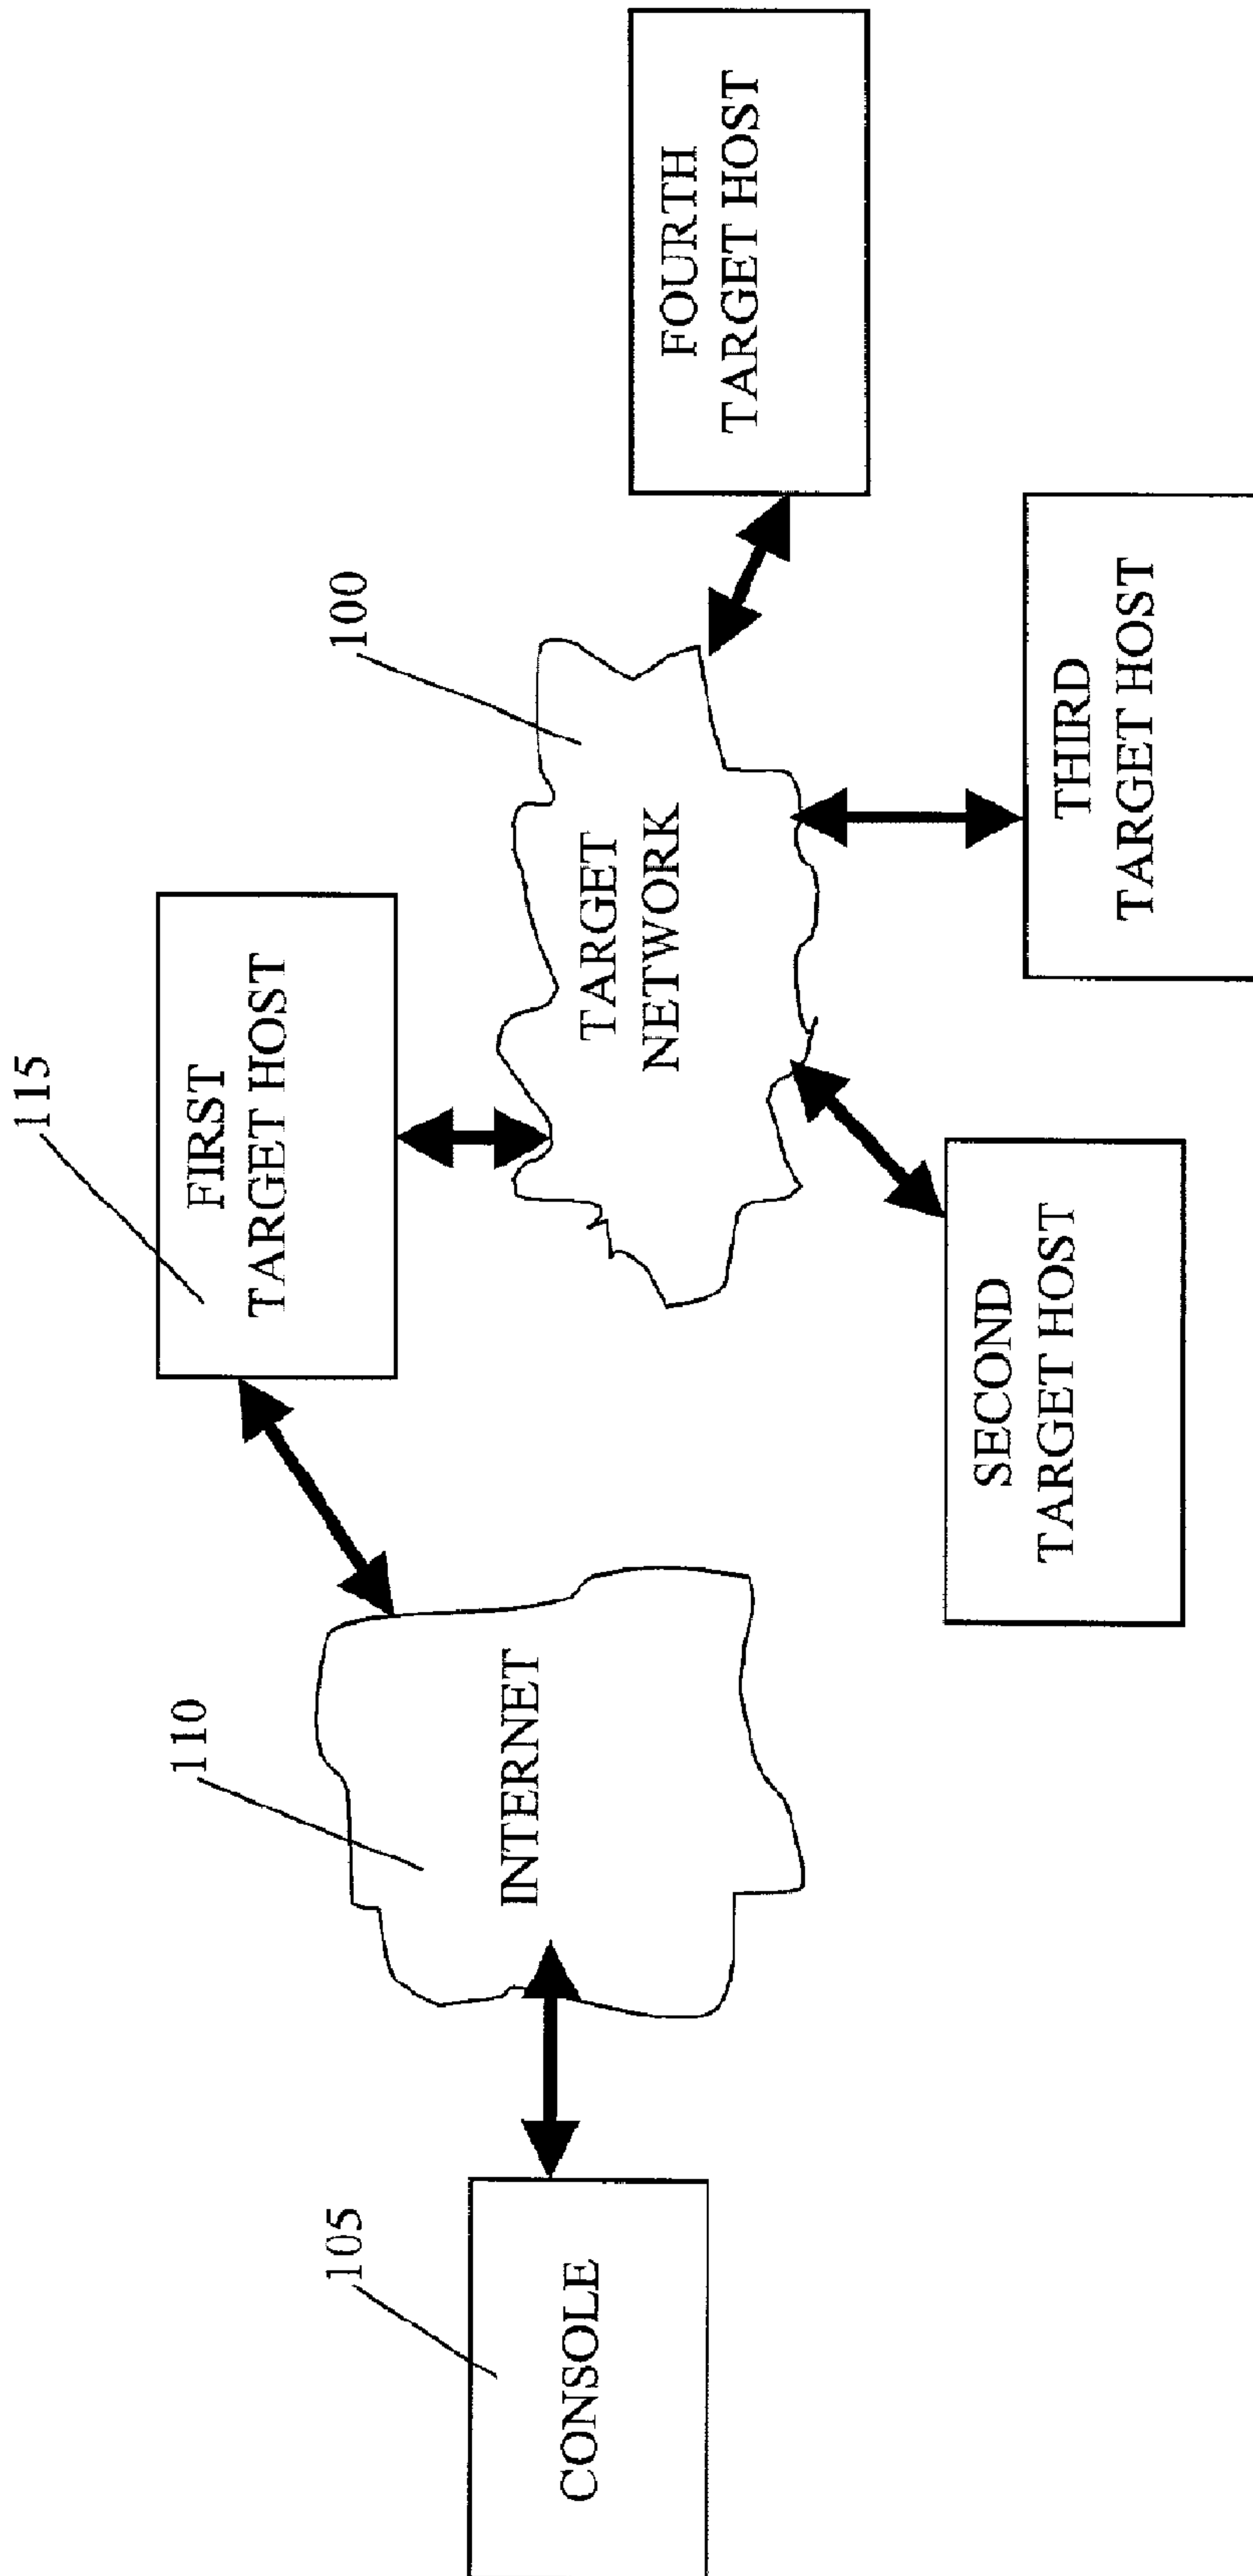 115
FIRST
TARGET HOST
100
TARGET
NETWORK
FOURTH
TARGET HOST
110
INTERNET
105
CONSOLE
SECOND
TARGET HOST
THIRD
TARGET HOST